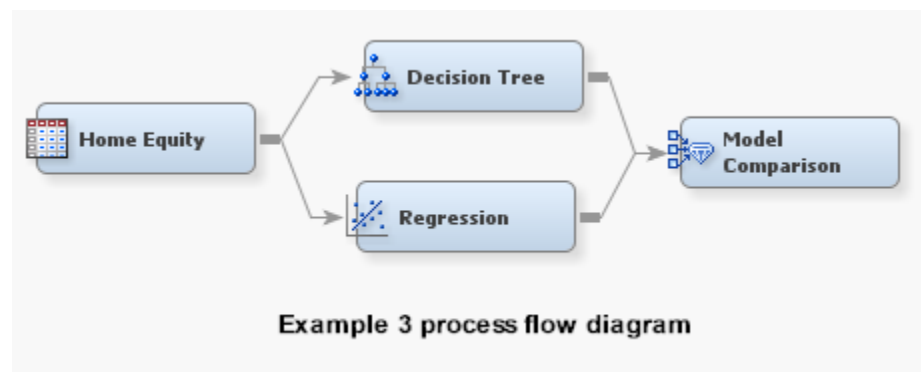 Decision Tree
Home Equity
Model
Comparison
Regression
Example 3 process flow diagram